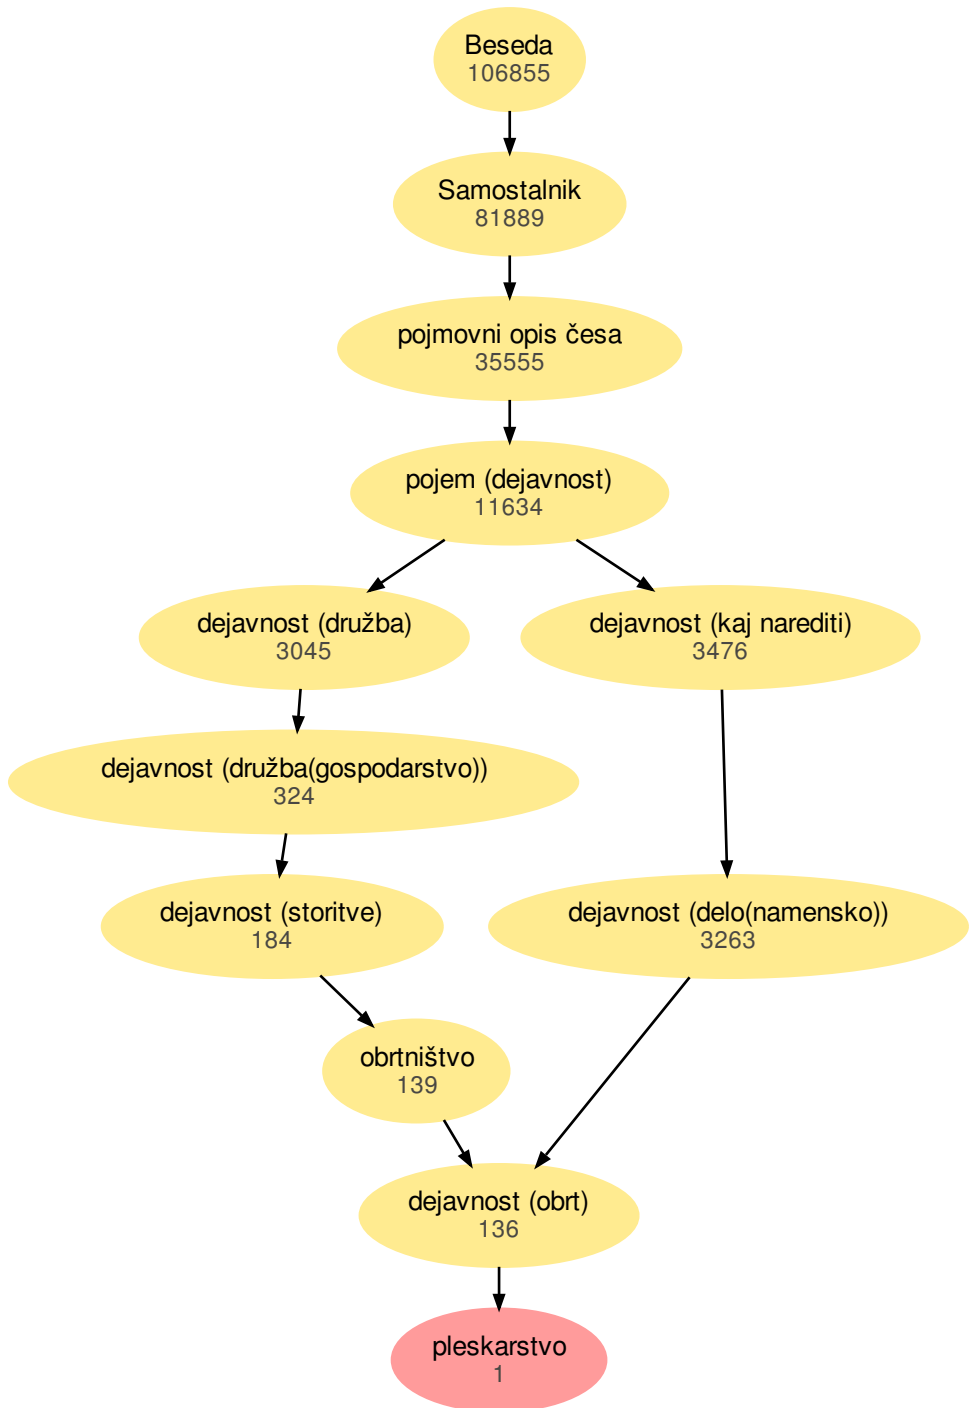 Beseda
106855
Samostalnik
81889
pojmovni opis česa
35555
pojem (dejavnost)
11634
dejavnost (družba)
3045
dejavnost (kaj narediti)
3476
dejavnost (družba(gospodarstvo))
324
dejavnost (storitve)
184
dejavnost (delo(namensko))
3263
obrtništvo
139
dejavnost (obrt)
136
pleskarstvo
1